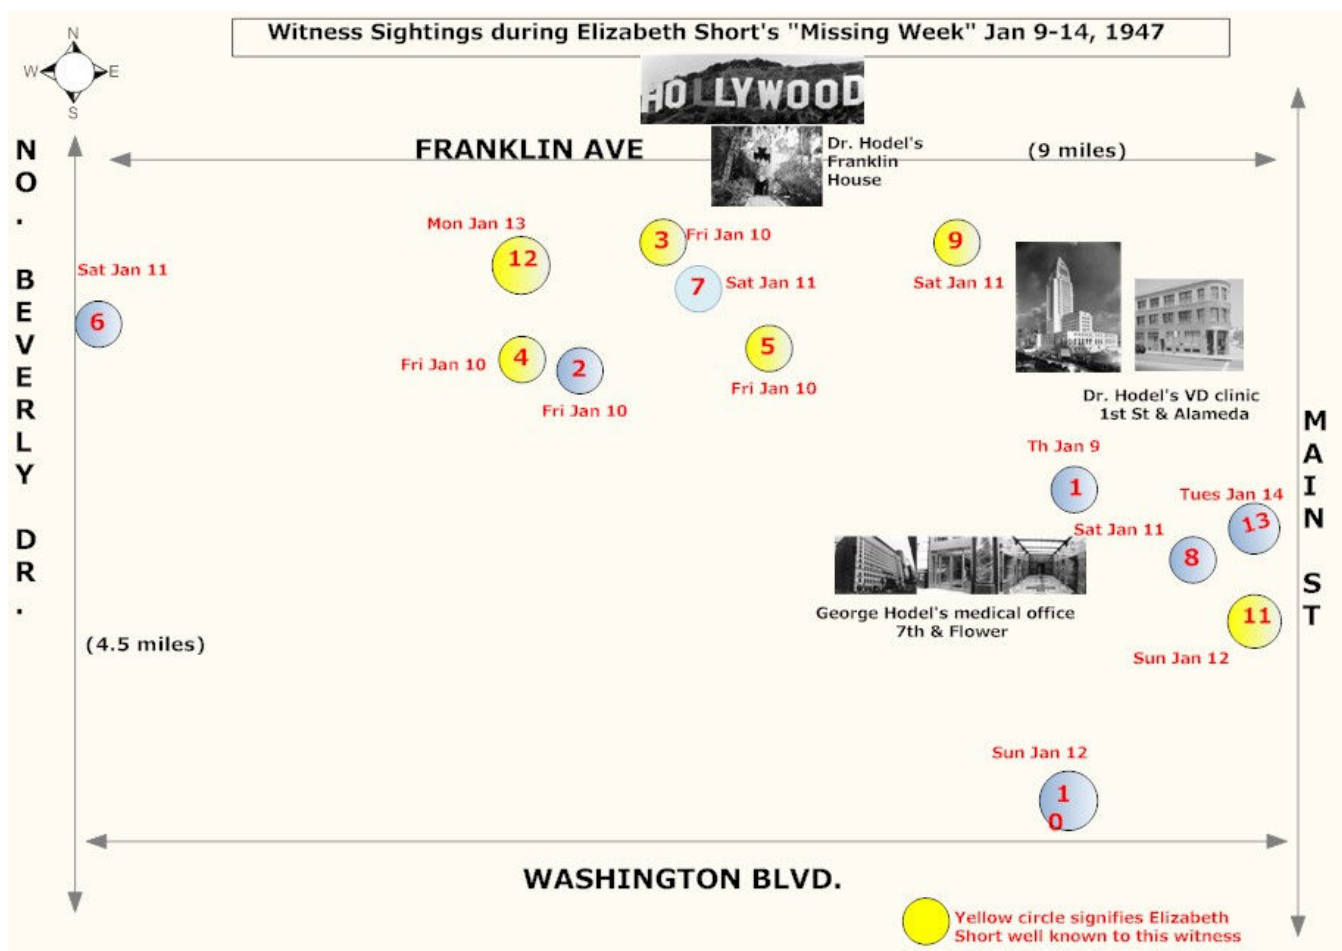 Witness Sightings during Elizabeth Short's "Missing Week" Jan 9-14, 1947
N
W E
S
HOLLYWOOD
FRANKLIN AVE
(9 miles)
Dr. Hodel's
Franklin
House
NO. BEVERLY DR.
(4.5 miles)
Mon Jan 13
12
3
Fri Jan 10
9
Sat Jan 11
Sat Jan 11
6
7
Sat Jan 11
Fri Jan 10
4
2
Fri Jan 10
5
Fri Jan 10
Dr. Hodel's VD clinic
1st St & Alameda
MAIN ST
Th Jan 9
1
Tues Jan 14
13
Sat Jan 11
8
George Hodel's medical office
7th & Flower
11
Sun Jan 12
Sun Jan 12
1
0
WASHINGTON BLVD.
Yellow circle signifies Elizabeth
Short well known to this witness